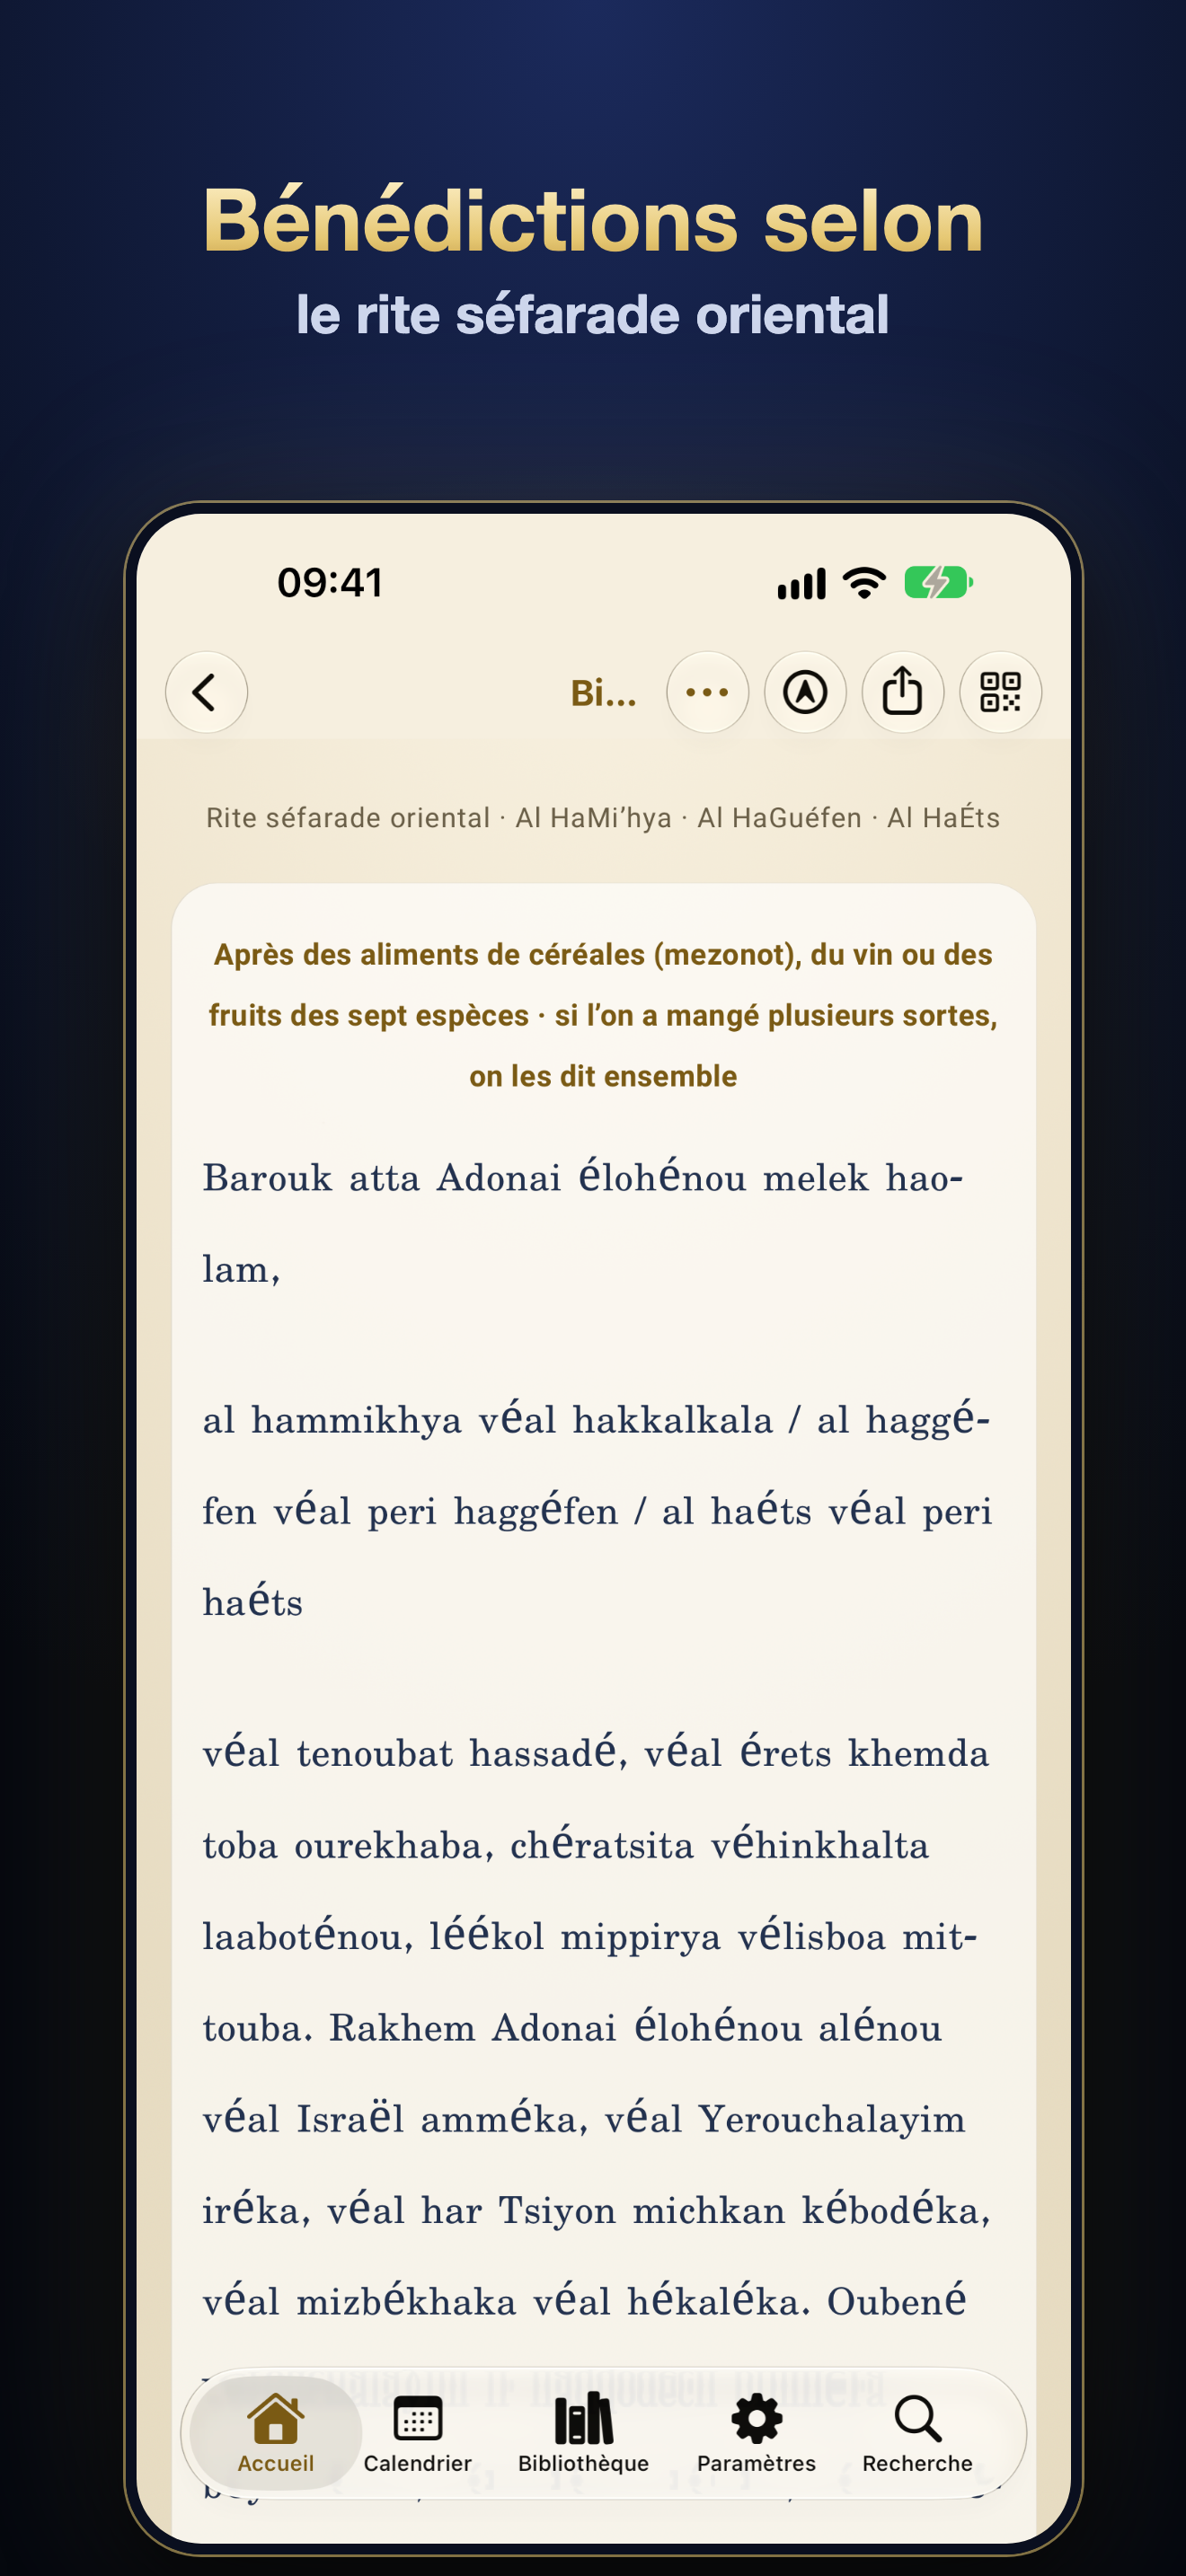 Bénédictions selon
le rite séfarade oriental
09:41
Bi...
Rite séfarade oriental · Al HaMi’hya · Al HaGuéfen · Al HaÉts
Après des aliments de céréales (mezonot), du vin ou des
fruits des sept espèces · si l’on a mangé plusieurs sortes,
on les dit ensemble
Barouk atta Adonai élohénou melek hao-
lam,
al hammikhya véal hakkalkala / al haggé-
fen véal peri haggéfen / al haéts véal peri
haéts
véal tenoubat hassadé, véal érets khemda
toba ourekhaba, chératsita véhinkhalta
laaboténou, léékol mippirya vélisboa mit-
touba. Rakhem Adonai élohénou alénou
véal Israël amméka, véal Yerouchalayim
iréka, véal har Tsiyon michkan kébodéka,
véal mizbékhaka véal hékaléka. Oubené
Accueil Calendrier Bibliothèque Paramètres Recherche